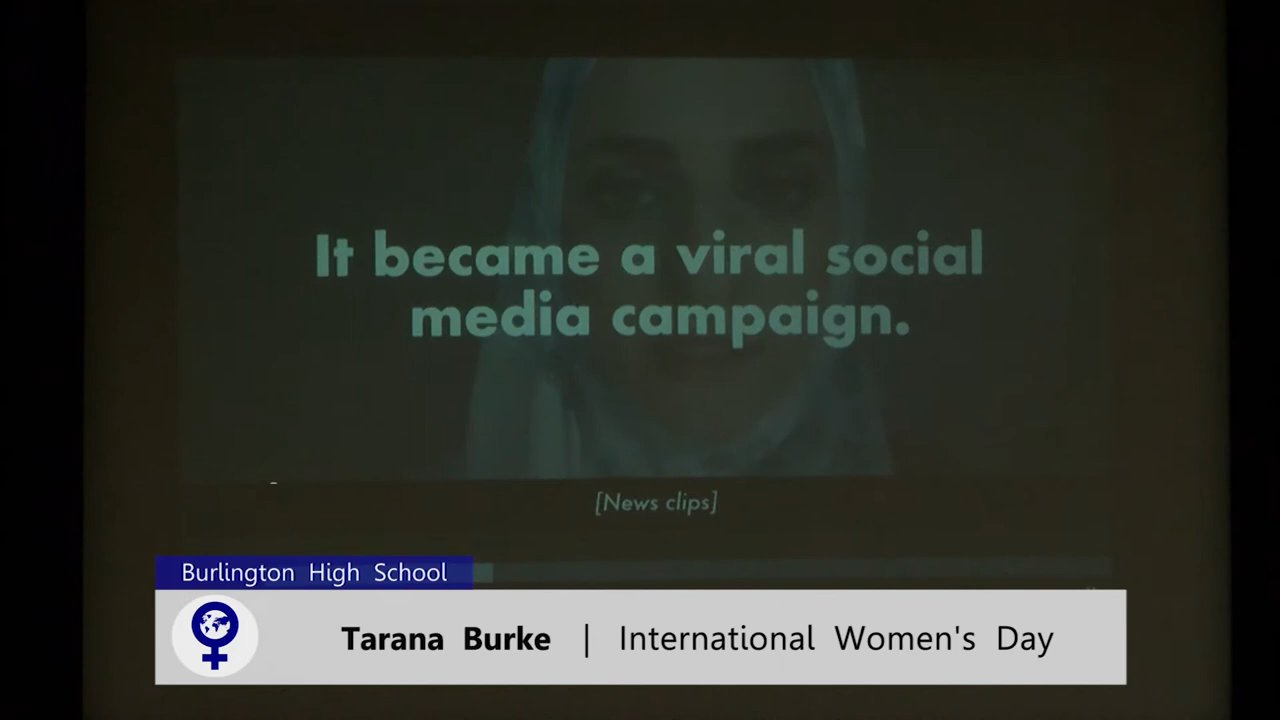 It became a viral social
media campaign.
[News clips]
Burlington High School
Tarana Burke | International Women's Day